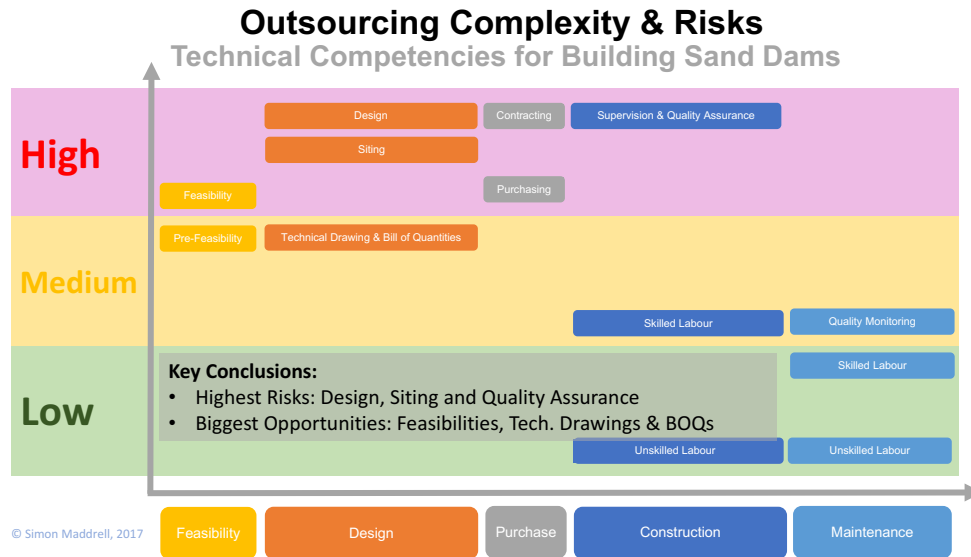 Outsourcing Complexity & Risks
Technical Competencies for Building Sand Dams
High
Design
Contracting
Supervision & Quality Assurance
Siting
Feasibility
Purchasing
Medium
Pre-Feasibility
Technical Drawing & Bill of Quantities
Skilled Labour
Quality Monitoring
Low
Key Conclusions:
• Highest Risks: Design, Siting and Quality Assurance
• Biggest Opportunities: Feasibilities, Tech. Drawings & BOQs
Skilled Labour
Unskilled Labour
Unskilled Labour
© Simon Maddrell, 2017
Feasibility
Design
Purchase
Construction
Maintenance